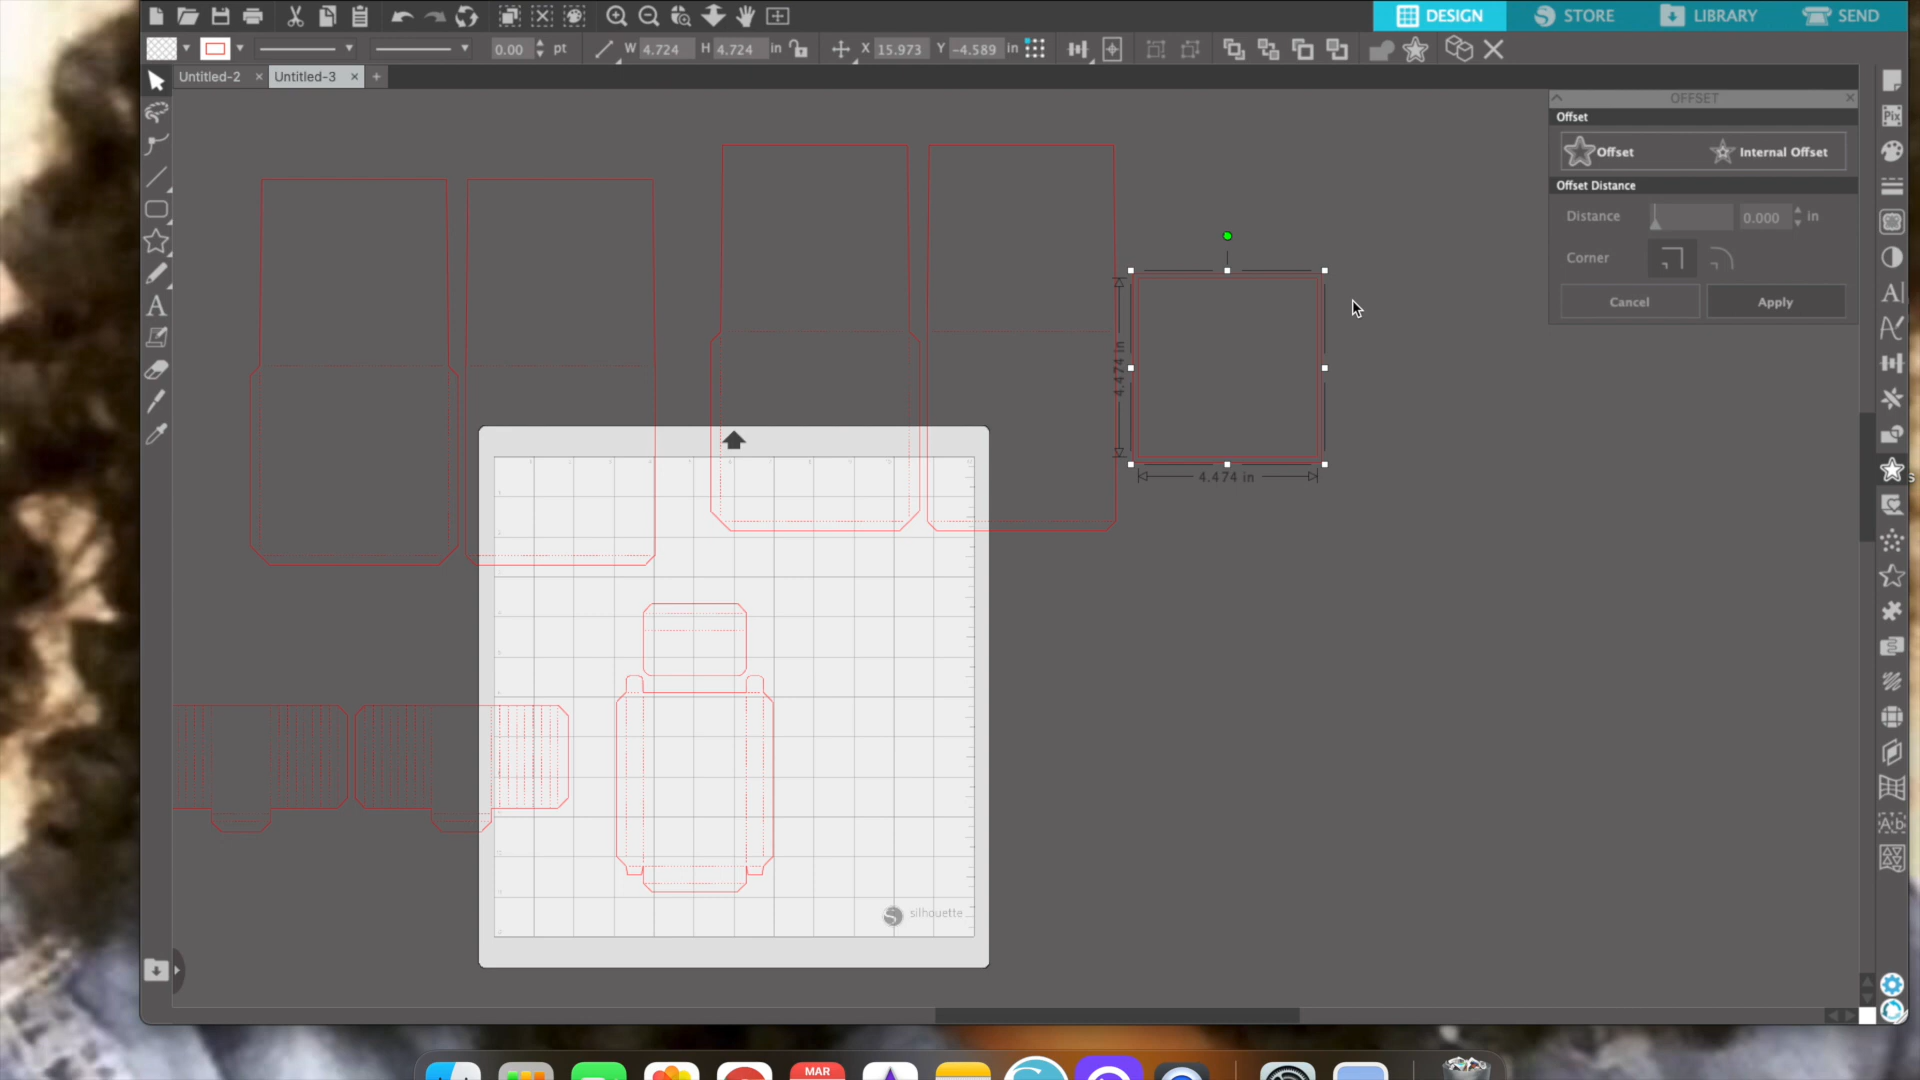 DESIGN
STORE
LIBRARY
SEND
0.00 pt
W 4.724 H 4.724 in
X 15.973 Y -4.589 in
Untitled-2
Untitled-3
OFFSET
Offset
Offset
Internal Offset
Offset Distance
Distance 0.000 in
Corner
Cancel
Apply
Pix
4.474 in
4.474 in
silhouette
MAR